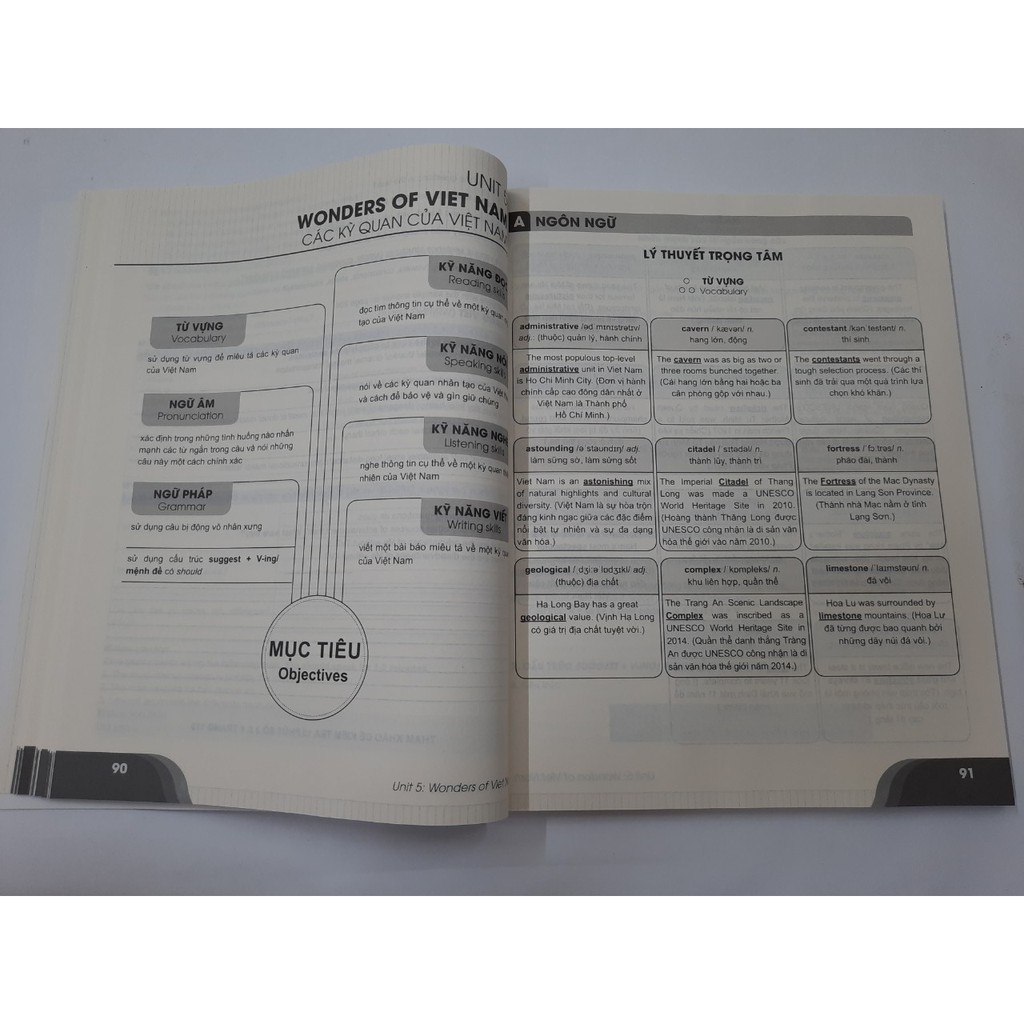 UNIT 5
WONDERS OF VIET NAM
CÁC KỲ QUAN CỦA VIỆT NAM
TỪ VỰNG
Vocabulary
sử dụng từ vựng để miêu tả các kỳ quan
của Việt Nam
NGỮ ÂM
Pronunciation
xác định trong những tình huống nào nhấn
mạnh các từ ngắn trong câu và nói những
câu này một cách chính xác
NGỮ PHÁP
Grammar
sử dụng câu bị động vô nhân xưng
sử dụng cấu trúc suggest + V-ing/
mệnh đề có should
KỸ NĂNG ĐỌC
Reading skills
đọc tìm thông tin cụ thể về một kỳ quan
tạo của Việt Nam
KỸ NĂNG NÓI
Speaking skills
nói về các kỳ quan nhân tạo của Việt
và cách để bảo vệ và gìn giữ chúng
KỸ NĂNG NGHE
Listening skills
nghe thông tin cụ thể về một kỳ quan
nhiên của Việt Nam
KỸ NĂNG VIẾT
Writing skills
viết một bài báo miêu tả về một kỳ
của Việt Nam
MỤC TIÊU
Objectives
90
Unit 5: Wonders of Viet
A NGÔN NGỮ
LÝ THUYẾT TRỌNG TÂM
TỪ VỰNG
Vocabulary
administrative /ədˈmɪnɪstrətɪv/
adj.: (thuộc) quản lý, hành chính
The most populous top-level
administrative unit in Viet Nam
is Ho Chi Minh City. (Đơn vị hành
chính cấp cao đông dân nhất ở
Việt Nam là Thành phố
Hồ Chí Minh.)
cavern /ˈkævən/ n.
hang lớn, động
The cavern was as big as two or
three rooms bunched together.
(Cái hang lớn bằng hai hoặc ba
căn phòng gộp với nhau.)
contestant /kənˈtestənt/ n.
thí sinh
The contestants went through a
tough selection process. (Các thí
sinh đã trải qua một quá trình lựa
chọn khó khăn.)
astounding /əˈstaʊndɪŋ/ adj.
làm sững sờ, làm sửng sốt
Viet Nam is an astonishing mix
of natural highlights and cultural
diversity. (Việt Nam là sự hòa trộn
đáng kinh ngạc giữa các đặc điểm
nổi bật tự nhiên và sự đa dạng
văn hóa.)
citadel /ˈsɪtədəl/ n.
thành lũy, thành trì
The Imperial Citadel of Thang
Long was made a UNESCO
World Heritage Site in 2010.
(Hoàng thành Thăng Long được
UNESCO công nhận là di sản văn
hóa thế giới vào năm 2010.)
fortress /ˈfɔːtrəs/ n.
pháo đài, thành
The Fortress of the Mac Dynasty
is located in Lang Son Province.
(Thành nhà Mạc nằm ở tỉnh
Lạng Sơn.)
geological /ˌdʒiːəˈlɒdʒɪkl/ adj.
(thuộc) địa chất
Ha Long Bay has a great
geological value. (Vịnh Hạ Long
có giá trị địa chất tuyệt vời.)
complex /ˈkɒmpleks/ n.
khu liên hợp, quần thể
The Trang An Scenic Landscape
Complex was inscribed as a
UNESCO World Heritage Site in
2014. (Quần thể danh thắng Tràng
An được UNESCO công nhận là di
sản văn hóa thế giới năm 2014.)
limestone /ˈlaɪmstəʊn/ n.
đá vôi
Hoa Lu was surrounded by
limestone mountains. (Hoa Lư
đã từng được bao quanh bởi
những dãy núi đá vôi.)
91